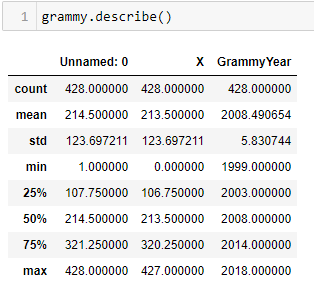 1 grammy.describe()
Unnamed: 0 X GrammyYear
count 428.000000 428.000000 428.000000
mean 214.500000 213.500000 2008.490654
std 123.697211 123.697211 5.830744
min 1.000000 0.000000 1999.000000
25% 107.750000 106.750000 2003.000000
50% 214.500000 213.500000 2008.000000
75% 321.250000 320.250000 2014.000000
max 428.000000 427.000000 2018.000000